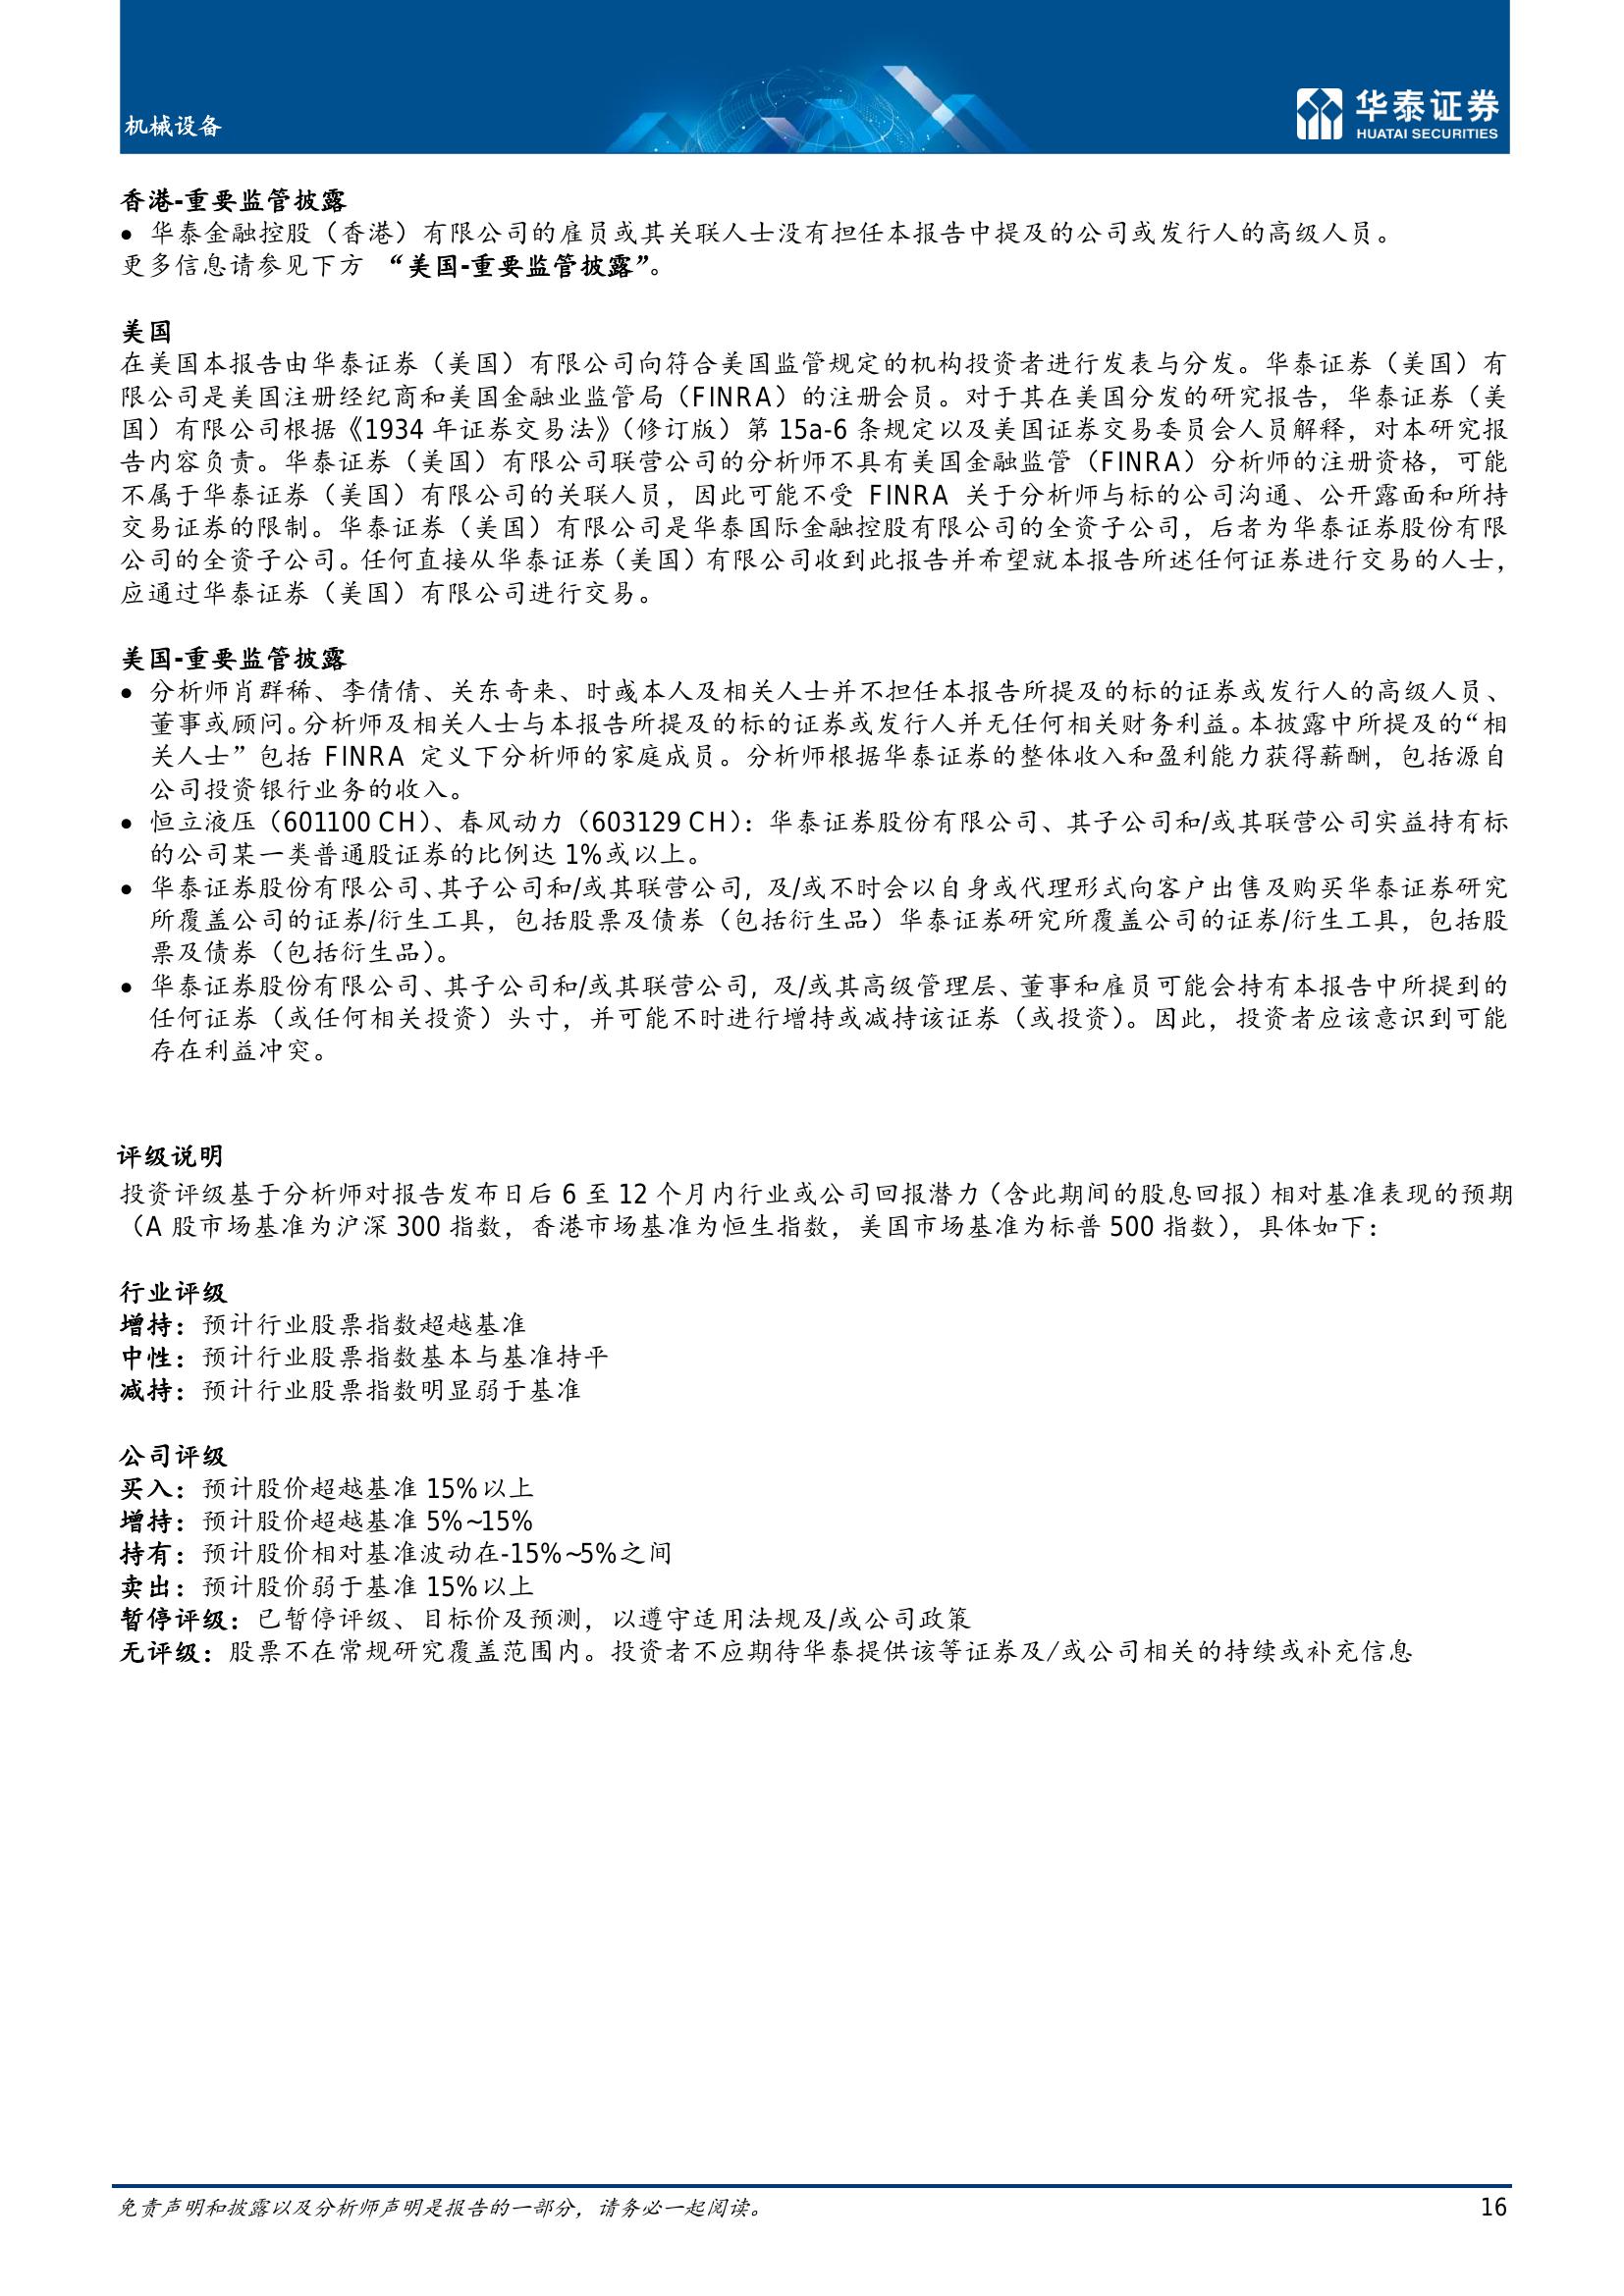 机械设备
华泰证券
HUATAI SECURITIES
香港-重要监管披露
● 华泰金融控股（香港）有限公司的雇员或其关联人士没有担任本报告中提及的公司或发行人的高级人员。
更多信息请参见下方 “美国-重要监管披露”。
美国
在美国本报告由华泰证券（美国）有限公司向符合美国监管规定的机构投资者进行发表与分发。华泰证券（美国）有
限公司是美国注册经纪商和美国金融业监管局（FINRA）的注册会员。对于其在美国分发的研究报告，华泰证券（美
国）有限公司根据《1934 年证券交易法》（修订版）第 15a-6 条规定以及美国证券交易委员会人员解释，对本研究报
告内容负责。华泰证券（美国）有限公司联营公司的分析师不具有美国金融监管（FINRA）分析师的注册资格，可能
不属于华泰证券（美国）有限公司的关联人员，因此可能不受 FINRA 关于分析师与标的公司沟通、公开露面和所持
交易证券的限制。华泰证券（美国）有限公司是华泰国际金融控股有限公司的全资子公司，后者为华泰证券股份有限
公司的全资子公司。任何直接从华泰证券（美国）有限公司收到此报告并希望就本报告所述任何证券进行交易的人士，
应通过华泰证券（美国）有限公司进行交易。
美国-重要监管披露
● 分析师肖群稀、李倩倩、关东奇来、时彧本人及相关人士并不担任本报告所提及的标的证券或发行人的高级人员、
董事或顾问。分析师及相关人士与本报告所提及的标的证券或发行人并无任何相关财务利益。本披露中所提及的“相
关人士”包括 FINRA 定义下分析师的家庭成员。分析师根据华泰证券的整体收入和盈利能力获得薪酬，包括源自
公司投资银行业务的收入。
● 恒立液压（601100 CH）、春风动力（603129 CH）：华泰证券股份有限公司、其子公司和/或其联营公司实益持有标
的公司某一类普通股证券的比例达 1%或以上。
● 华泰证券股份有限公司、其子公司和/或其联营公司, 及/或不时会以自身或代理形式向客户出售及购买华泰证券研究
所覆盖公司的证券/衍生工具，包括股票及债券（包括衍生品）华泰证券研究所覆盖公司的证券/衍生工具，包括股
票及债券（包括衍生品）。
● 华泰证券股份有限公司、其子公司和/或其联营公司, 及/或其高级管理层、董事和雇员可能会持有本报告中所提到的
任何证券（或任何相关投资）头寸，并可能不时进行增持或减持该证券（或投资）。因此，投资者应该意识到可能
存在利益冲突。
评级说明
投资评级基于分析师对报告发布日后 6 至 12 个月内行业或公司回报潜力（含此期间的股息回报）相对基准表现的预期
（A 股市场基准为沪深 300 指数，香港市场基准为恒生指数，美国市场基准为标普 500 指数），具体如下：
行业评级
增持：预计行业股票指数超越基准
中性：预计行业股票指数基本与基准持平
减持：预计行业股票指数明显弱于基准
公司评级
买入：预计股价超越基准 15%以上
增持：预计股价超越基准 5%~15%
持有：预计股价相对基准波动在-15%~5%之间
卖出：预计股价弱于基准 15%以上
暂停评级：已暂停评级、目标价及预测，以遵守适用法规及/或公司政策
无评级：股票不在常规研究覆盖范围内。投资者不应期待华泰提供该等证券及/或公司相关的持续或补充信息
免责声明和披露以及分析师声明是报告的一部分，请务必一起阅读。
16